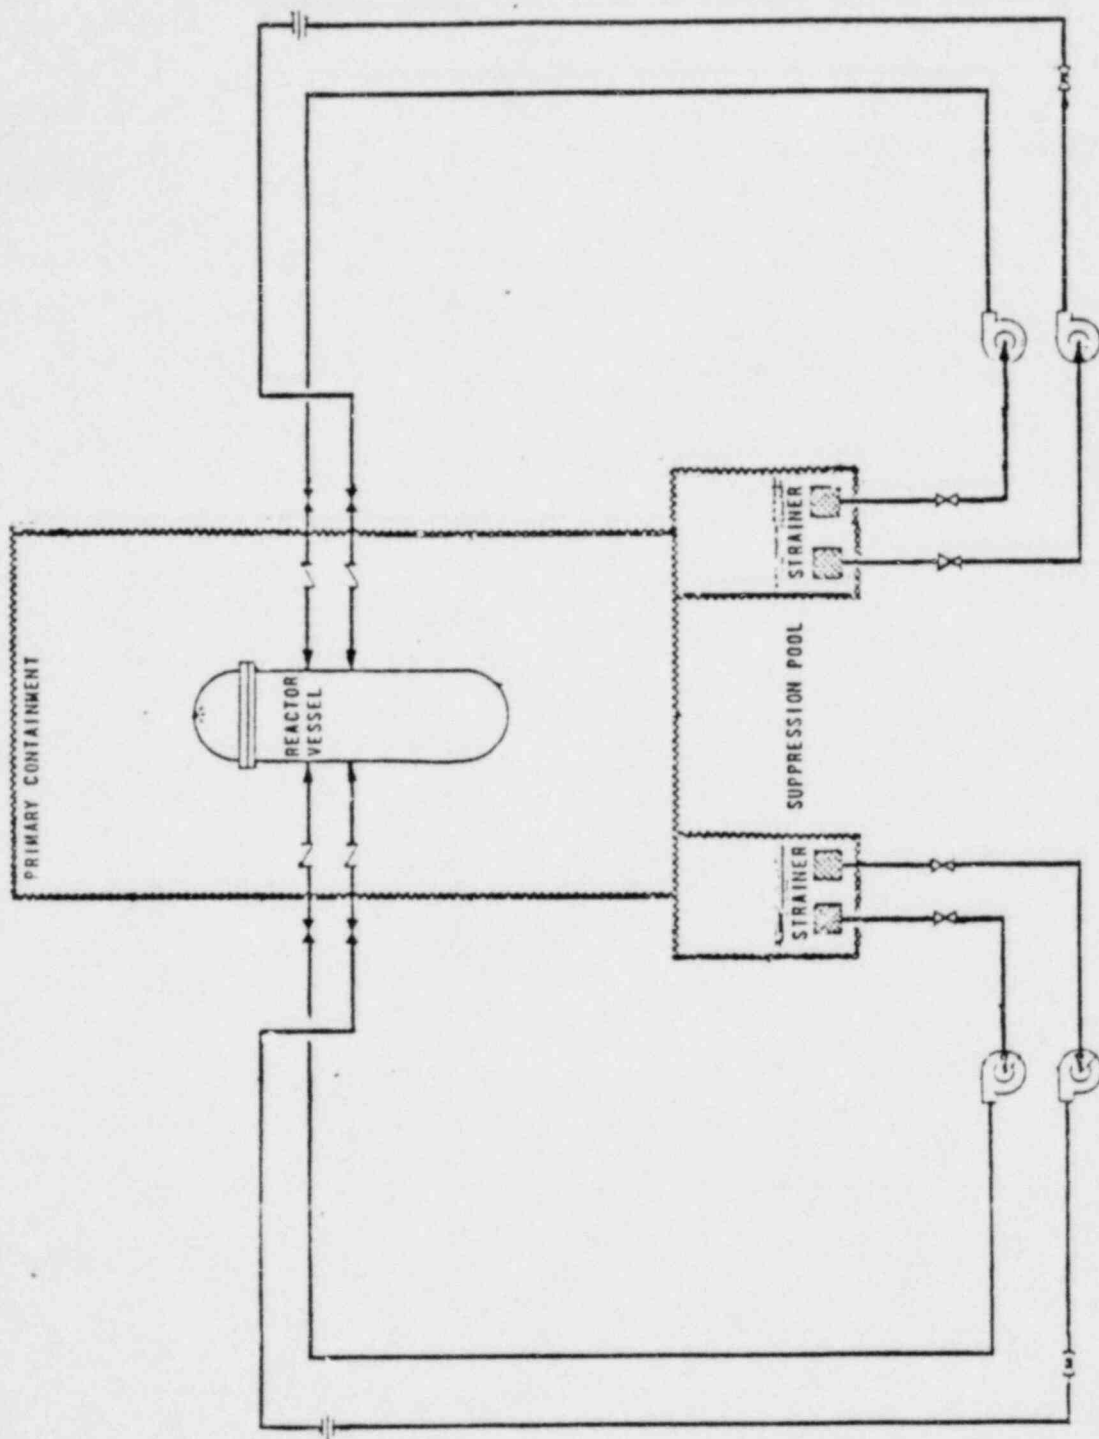 PRIMARY CONTAINMENT
REACTOR
VESSEL
STRAINER
SUPPRESSION POOL
STRAINER